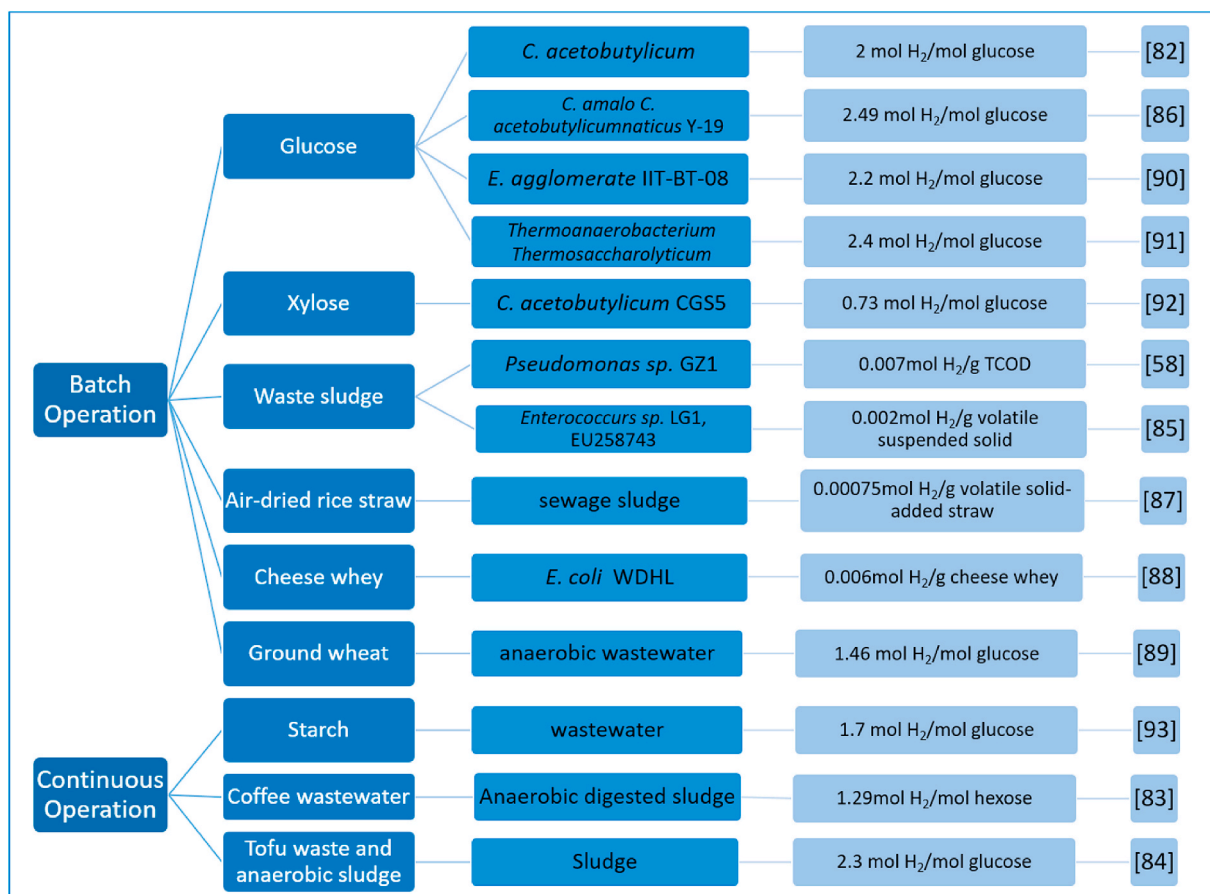 C. acetobutylicum
2 mol H₂/mol glucose
[82]
C. amalo C.
acetobutylicumnaticus Y-19
2.49 mol H₂/mol glucose
[86]
Glucose
E. agglomerate IIT-BT-08
2.2 mol H₂/mol glucose
[90]
Thermoanaerobacterium
Thermosaccharolyticum
2.4 mol H₂/mol glucose
[91]
Xylose
C. acetobutylicum CGS5
0.73 mol H₂/mol glucose
[92]
Batch
Operation
Waste sludge
Pseudomonas sp. GZ1
0.007mol H₂/g TCOD
[58]
Enterococcurs sp. LG1,
EU258743
0.002mol H₂/g volatile
suspended solid
[85]
Air-dried rice straw
sewage sludge
0.00075mol H₂/g volatile solid-
added straw
[87]
Cheese whey
E. coli WDHL
0.006mol H₂/g cheese whey
[88]
Ground wheat
anaerobic wastewater
1.46 mol H₂/mol glucose
[89]
Starch
wastewater
1.7 mol H₂/mol glucose
[93]
Continuous
Operation
Coffee wastewater
Anaerobic digested sludge
1.29mol H₂/mol hexose
[83]
Tofu waste and
anaerobic sludge
Sludge
2.3 mol H₂/mol glucose
[84]